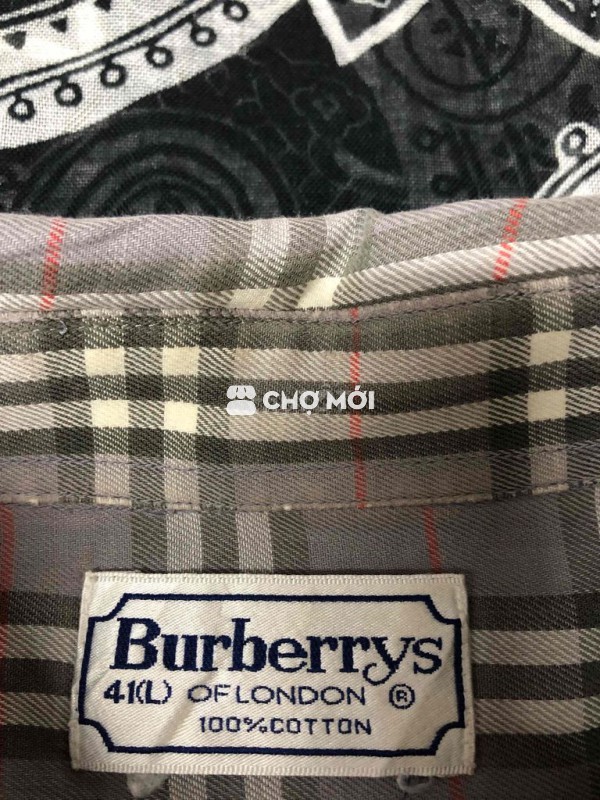 CHỢ MỚI
Burberrys
41(L) OF LONDON ®
100%COTTON